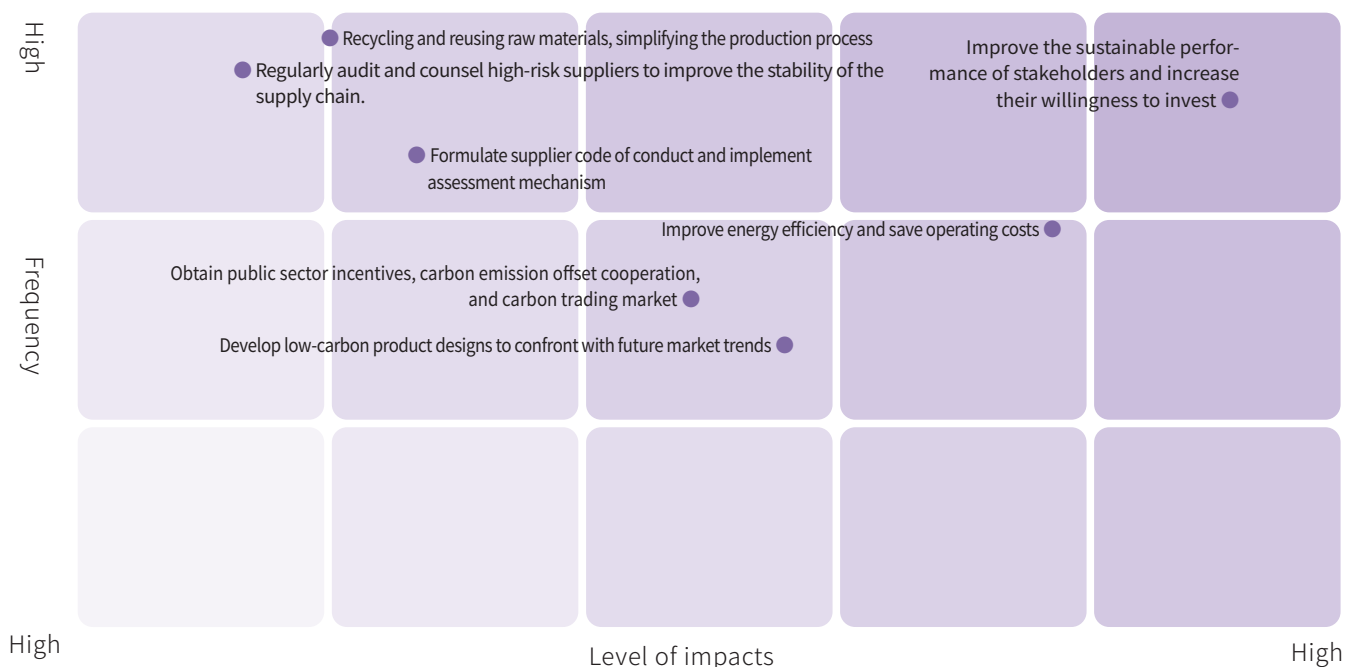 High
Recycling and reusing raw materials, simplifying the production process
Regularly audit and counsel high-risk suppliers to improve the stability of the
supply chain.
Improve the sustainable perfor-
mance of stakeholders and increase
their willingness to invest
Formulate supplier code of conduct and implement
assessment mechanism
Improve energy efficiency and save operating costs
Frequency
Obtain public sector incentives, carbon emission offset cooperation,
and carbon trading market
Develop low-carbon product designs to confront with future market trends
High
Level of impacts
High